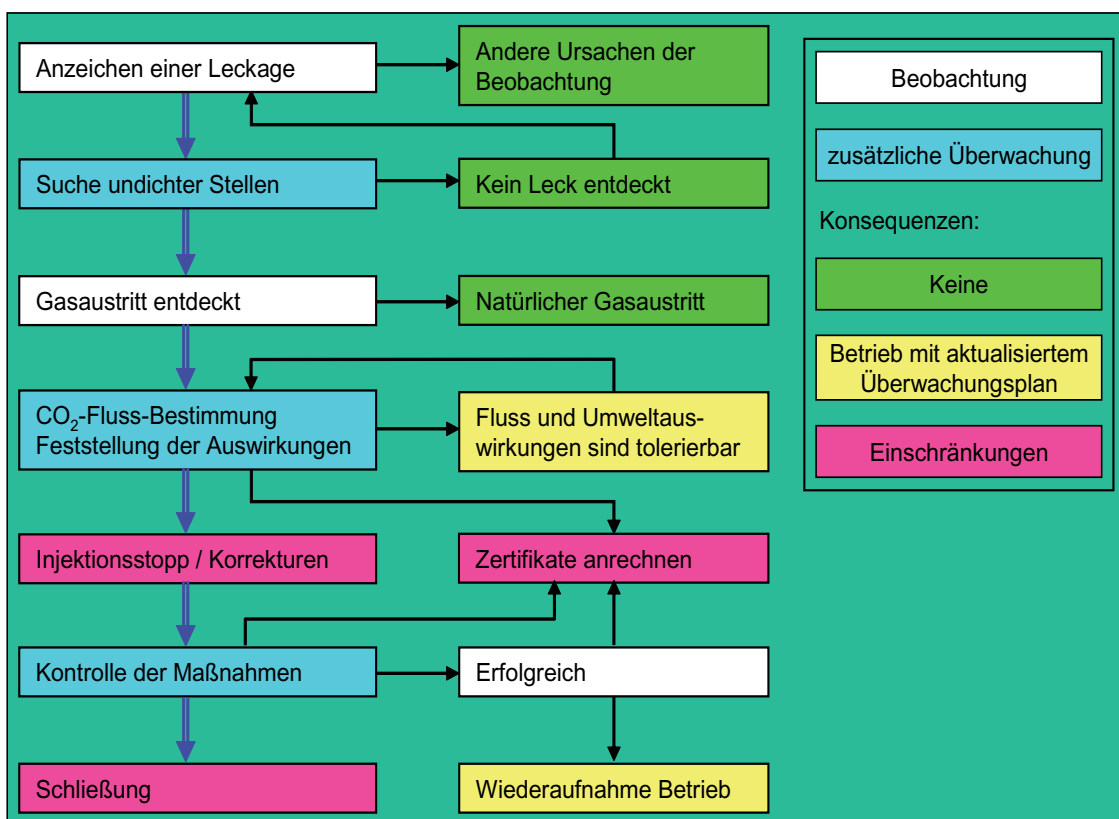 Anzeichen einer Leckage
Andere Ursachen der
Beobachtung
Suche undichter Stellen
Kein Leck entdeckt
Gasaustritt entdeckt
Natürlicher Gasaustritt
CO₂-Fluss-Bestimmung
Feststellung der Auswirkungen
Fluss und Umweltaus-
wirkungen sind tolerierbar
Injektionsstopp / Korrekturen
Zertifikate anrechnen
Kontrolle der Maßnahmen
Erfolgreich
Schließung
Wiederaufnahme Betrieb
Beobachtung
zusätzliche Überwachung
Konsequenzen:
Keine
Betrieb mit aktualisiertem
Überwachungsplan
Einschränkungen